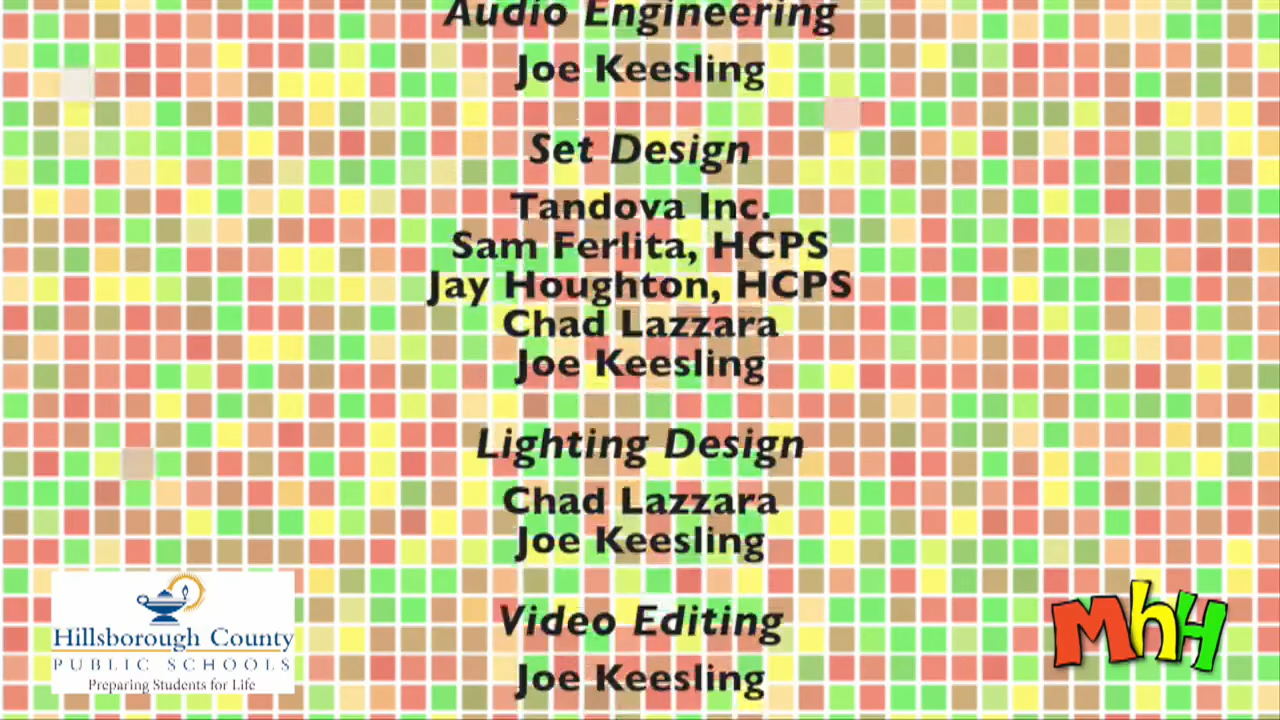 Audio Engineering
Joe Keesling
Set Design
Tandova Inc.
Sam Ferlita, HCPS
Jay Houghton, HCPS
Chad Lazzara
Joe Keesling
Lighting Design
Chad Lazzara
Joe Keesling
Video Editing
Joe Keesling
Hillsborough County
PUBLIC SCHOOLS
Preparing Students for Life
MhH